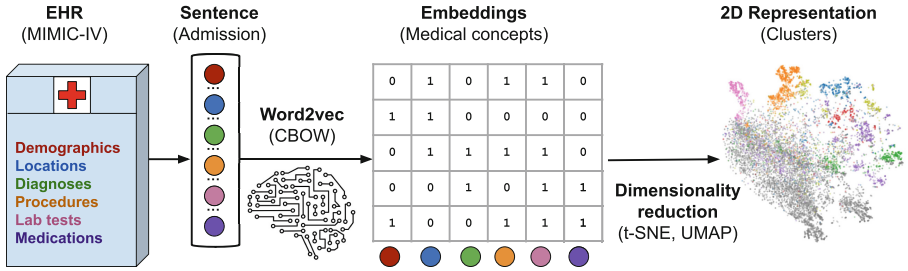 EHR
(MIMIC-IV)
Demographics
Locations
Diagnoses
Procedures
Lab tests
Medications
Sentence
(Admission)
...
...
...
...
...
Word2vec
(CBOW)
Embeddings
(Medical concepts)
0 1 0 1 1 0
1 1 0 0 0 0
0 1 1 1 1 0
0 0 1 0 1 1
1 0 0 1 1 1
Dimensionality
reduction
(t-SNE, UMAP)
2D Representation
(Clusters)